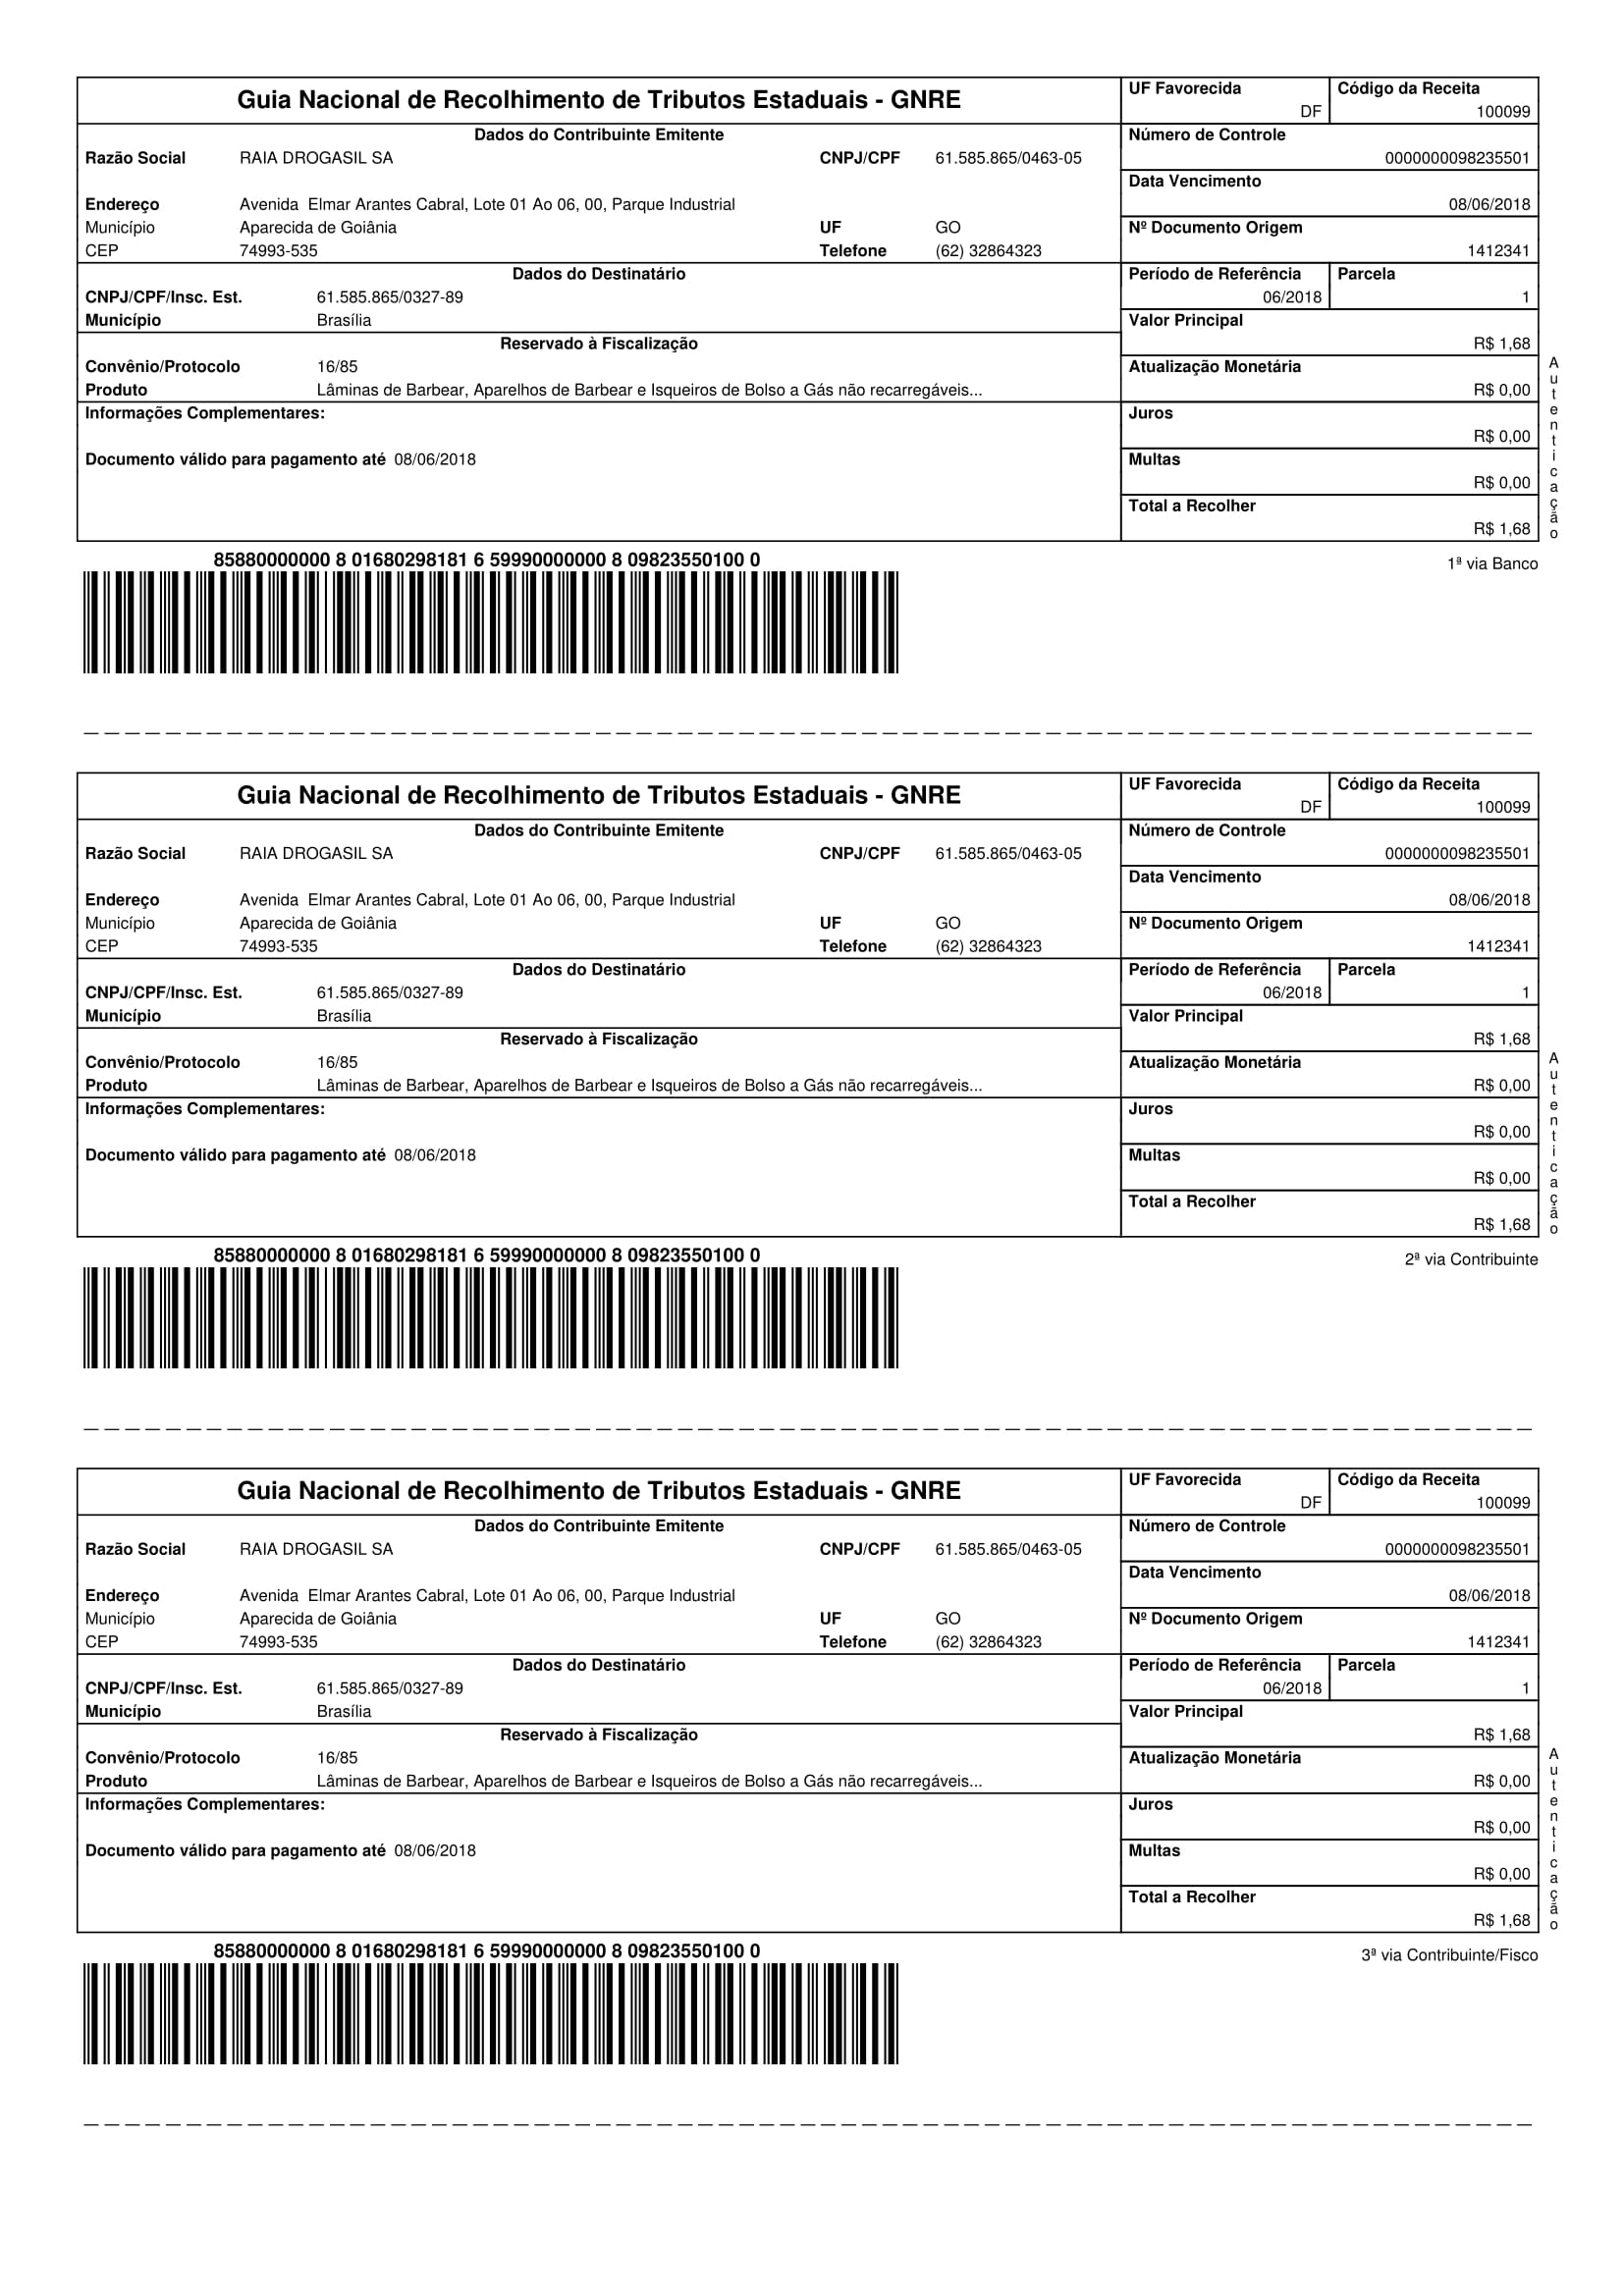 Guia Nacional de Recolhimento de Tributos Estaduais - GNRE
UF Favorecida
DF
Código da Receita
100099
Dados do Contribuinte Emitente
Razão Social RAIA DROGASIL SA CNPJ/CPF 61.585.865/0463-05
Endereço Avenida Elmar Arantes Cabral, Lote 01 Ao 06, 00, Parque Industrial
Município Aparecida de Goiânia UF GO
CEP 74993-535 Telefone (62) 32864323
Número de Controle
0000000098235501
Data Vencimento
08/06/2018
Nº Documento Origem
1412341
Dados do Destinatário
CNPJ/CPF/Insc. Est. 61.585.865/0327-89
Município Brasília
Período de Referência
06/2018
Parcela
1
Valor Principal
R$ 1,68
Reservado à Fiscalização
Convênio/Protocolo 16/85
Produto Lâminas de Barbear, Aparelhos de Barbear e Isqueiros de Bolso a Gás não recarregáveis...
Atualização Monetária
R$ 0,00
Informações Complementares:
Documento válido para pagamento até 08/06/2018
Juros
R$ 0,00
Multas
R$ 0,00
Total a Recolher
R$ 1,68
Autenticação
85880000000 8 01680298181 6 59990000000 8 09823550100 0
1ª via Banco
Guia Nacional de Recolhimento de Tributos Estaduais - GNRE
UF Favorecida
DF
Código da Receita
100099
Dados do Contribuinte Emitente
Razão Social RAIA DROGASIL SA CNPJ/CPF 61.585.865/0463-05
Endereço Avenida Elmar Arantes Cabral, Lote 01 Ao 06, 00, Parque Industrial
Município Aparecida de Goiânia UF GO
CEP 74993-535 Telefone (62) 32864323
Número de Controle
0000000098235501
Data Vencimento
08/06/2018
Nº Documento Origem
1412341
Dados do Destinatário
CNPJ/CPF/Insc. Est. 61.585.865/0327-89
Município Brasília
Período de Referência
06/2018
Parcela
1
Valor Principal
R$ 1,68
Reservado à Fiscalização
Convênio/Protocolo 16/85
Produto Lâminas de Barbear, Aparelhos de Barbear e Isqueiros de Bolso a Gás não recarregáveis...
Atualização Monetária
R$ 0,00
Informações Complementares:
Documento válido para pagamento até 08/06/2018
Juros
R$ 0,00
Multas
R$ 0,00
Total a Recolher
R$ 1,68
Autenticação
85880000000 8 01680298181 6 59990000000 8 09823550100 0
2ª via Contribuinte
Guia Nacional de Recolhimento de Tributos Estaduais - GNRE
UF Favorecida
DF
Código da Receita
100099
Dados do Contribuinte Emitente
Razão Social RAIA DROGASIL SA CNPJ/CPF 61.585.865/0463-05
Endereço Avenida Elmar Arantes Cabral, Lote 01 Ao 06, 00, Parque Industrial
Município Aparecida de Goiânia UF GO
CEP 74993-535 Telefone (62) 32864323
Número de Controle
0000000098235501
Data Vencimento
08/06/2018
Nº Documento Origem
1412341
Dados do Destinatário
CNPJ/CPF/Insc. Est. 61.585.865/0327-89
Município Brasília
Período de Referência
06/2018
Parcela
1
Valor Principal
R$ 1,68
Reservado à Fiscalização
Convênio/Protocolo 16/85
Produto Lâminas de Barbear, Aparelhos de Barbear e Isqueiros de Bolso a Gás não recarregáveis...
Atualização Monetária
R$ 0,00
Informações Complementares:
Documento válido para pagamento até 08/06/2018
Juros
R$ 0,00
Multas
R$ 0,00
Total a Recolher
R$ 1,68
Autenticação
85880000000 8 01680298181 6 59990000000 8 09823550100 0
3ª via Contribuinte/Fisco